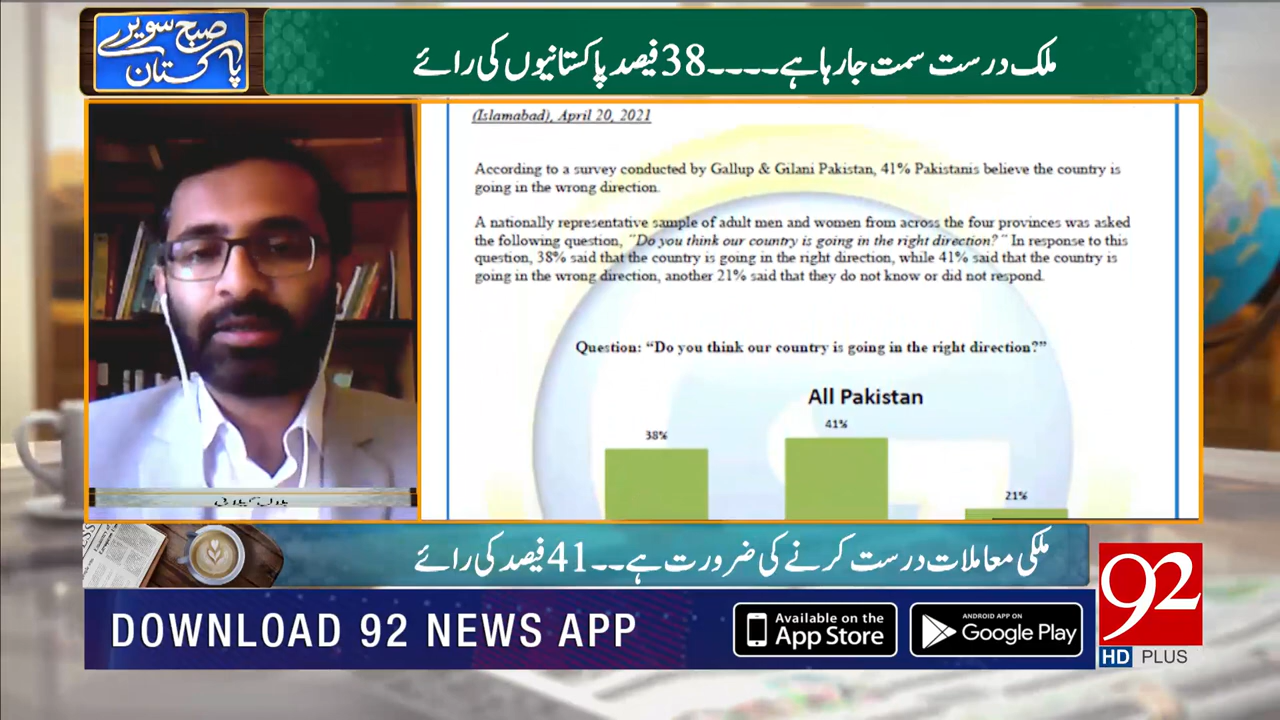 صبح سویرے
پاکستان
ملک درست سمت جا رہا ہے ۔۔۔۔ 38 فیصد پاکستانیوں کی رائے
(Islamabad), April 20, 2021
According to a survey conducted by Gallup & Gilani Pakistan, 41% Pakistanis believe the country is
going in the wrong direction.
A nationally representative sample of adult men and women from across the four provinces was asked
the following question, "Do you think our country is going in the right direction?" In response to this
question, 38% said that the country is going in the right direction, while 41% said that the country is
going in the wrong direction, another 21% said that they do not know or did not respond.
Question: “Do you think our country is going in the right direction?”
All Pakistan
38%
41%
21%
ملکی معاملات درست کرنے کی ضرورت ہے ۔۔ 41 فیصد کی رائے
DOWNLOAD 92 NEWS APP
Available on the
App Store
ANDROID APP ON
Google Play
92
HD PLUS